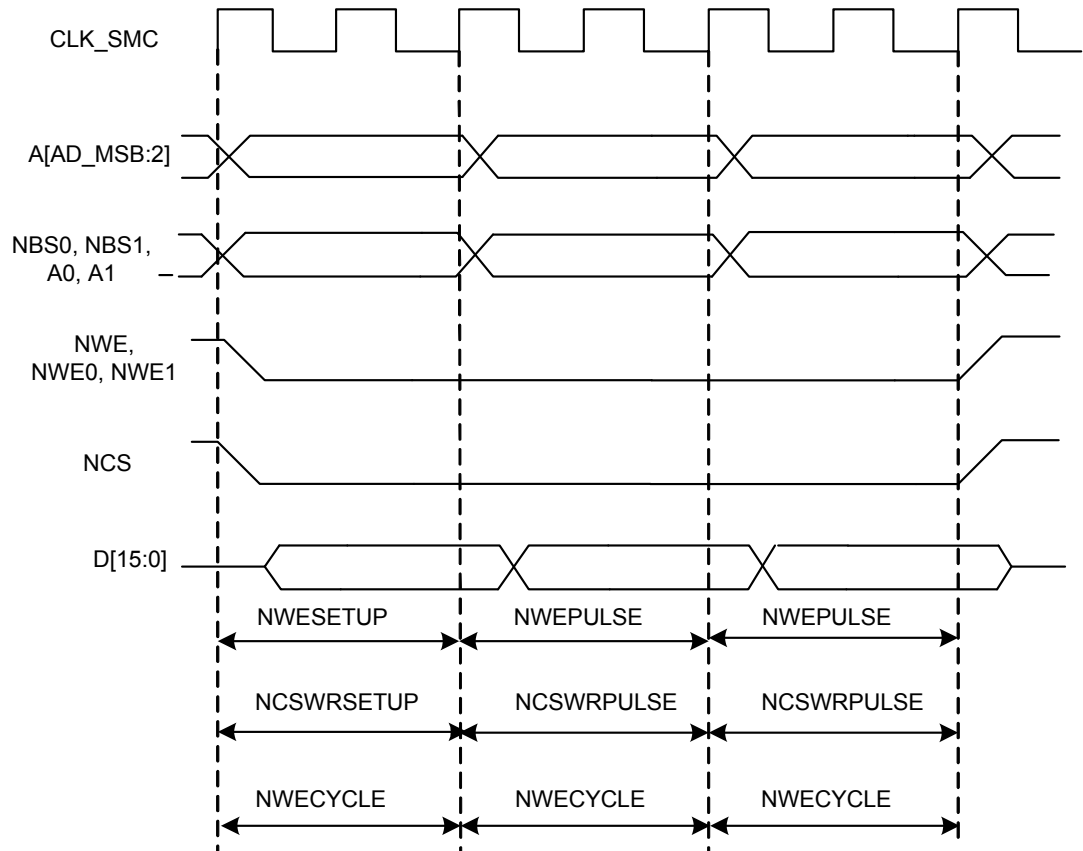 CLK_SMC
A[AD_MSB:2]
NBS0, NBS1,
A0, A1
NWE,
NWE0, NWE1
NCS
D[15:0]
NWESETUP NWEPULSE NWEPULSE
NCSWRSETUP NCSWRPULSE NCSWRPULSE
NWECYCLE NWECYCLE NWECYCLE